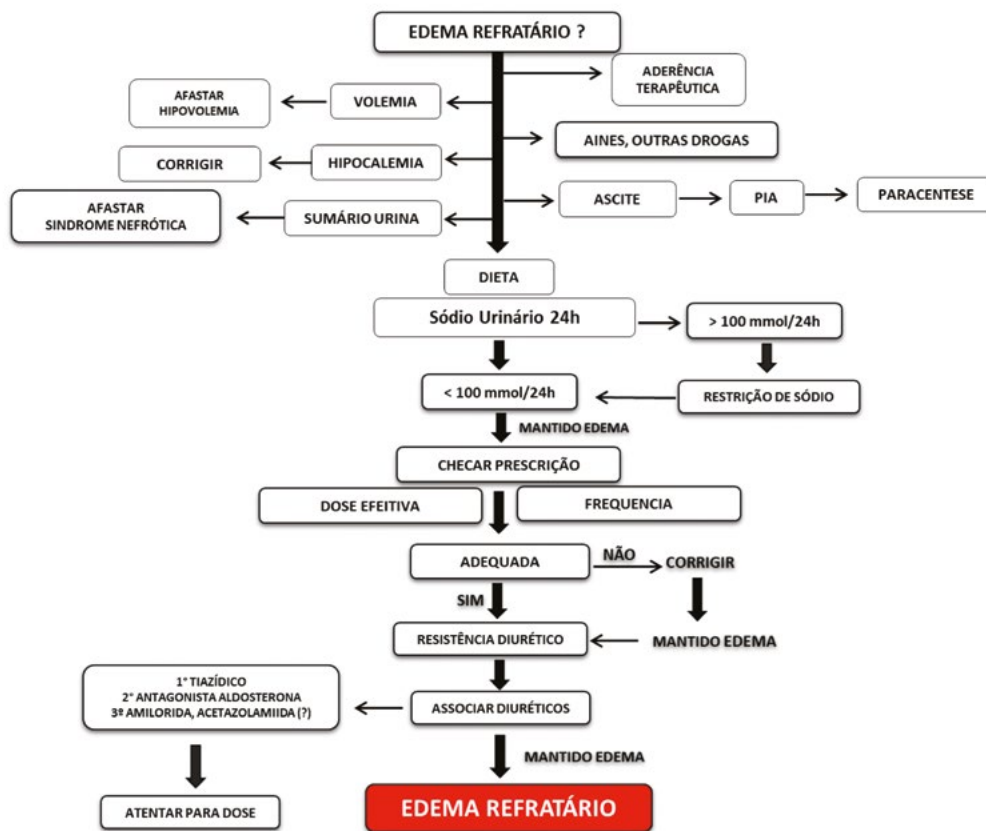 EDEMA REFRATÁRIO ?
ADERÊNCIA
TERAPÊUTICA
AFASTAR
HIPOVOLEMIA
VOLEMIA
AINES, OUTRAS DROGAS
CORRIGIR
HIPOCALEMIA
ASCITE
PIA
PARACENTESE
AFASTAR
SINDROME NEFRÓTICA
SUMÁRIO URINA
DIETA
Sódio Urinário 24h
> 100 mmol/24h
< 100 mmol/24h
RESTRIÇÃO DE SÓDIO
MANTIDO EDEMA
CHECAR PRESCRIÇÃO
DOSE EFETIVA
FREQUÊNCIA
ADEQUADA
NÃO
CORRIGIR
SIM
RESISTÊNCIA DIURÉTICO
MANTIDO EDEMA
1° TIAZÍDICO
2° ANTAGONISTA ALDOSTERONA
3º AMILORIDA, ACETAZOLAMIIDA (?)
ASSOCIAR DIURÉTICOS
MANTIDO EDEMA
ATENTAR PARA DOSE
EDEMA REFRATÁRIO